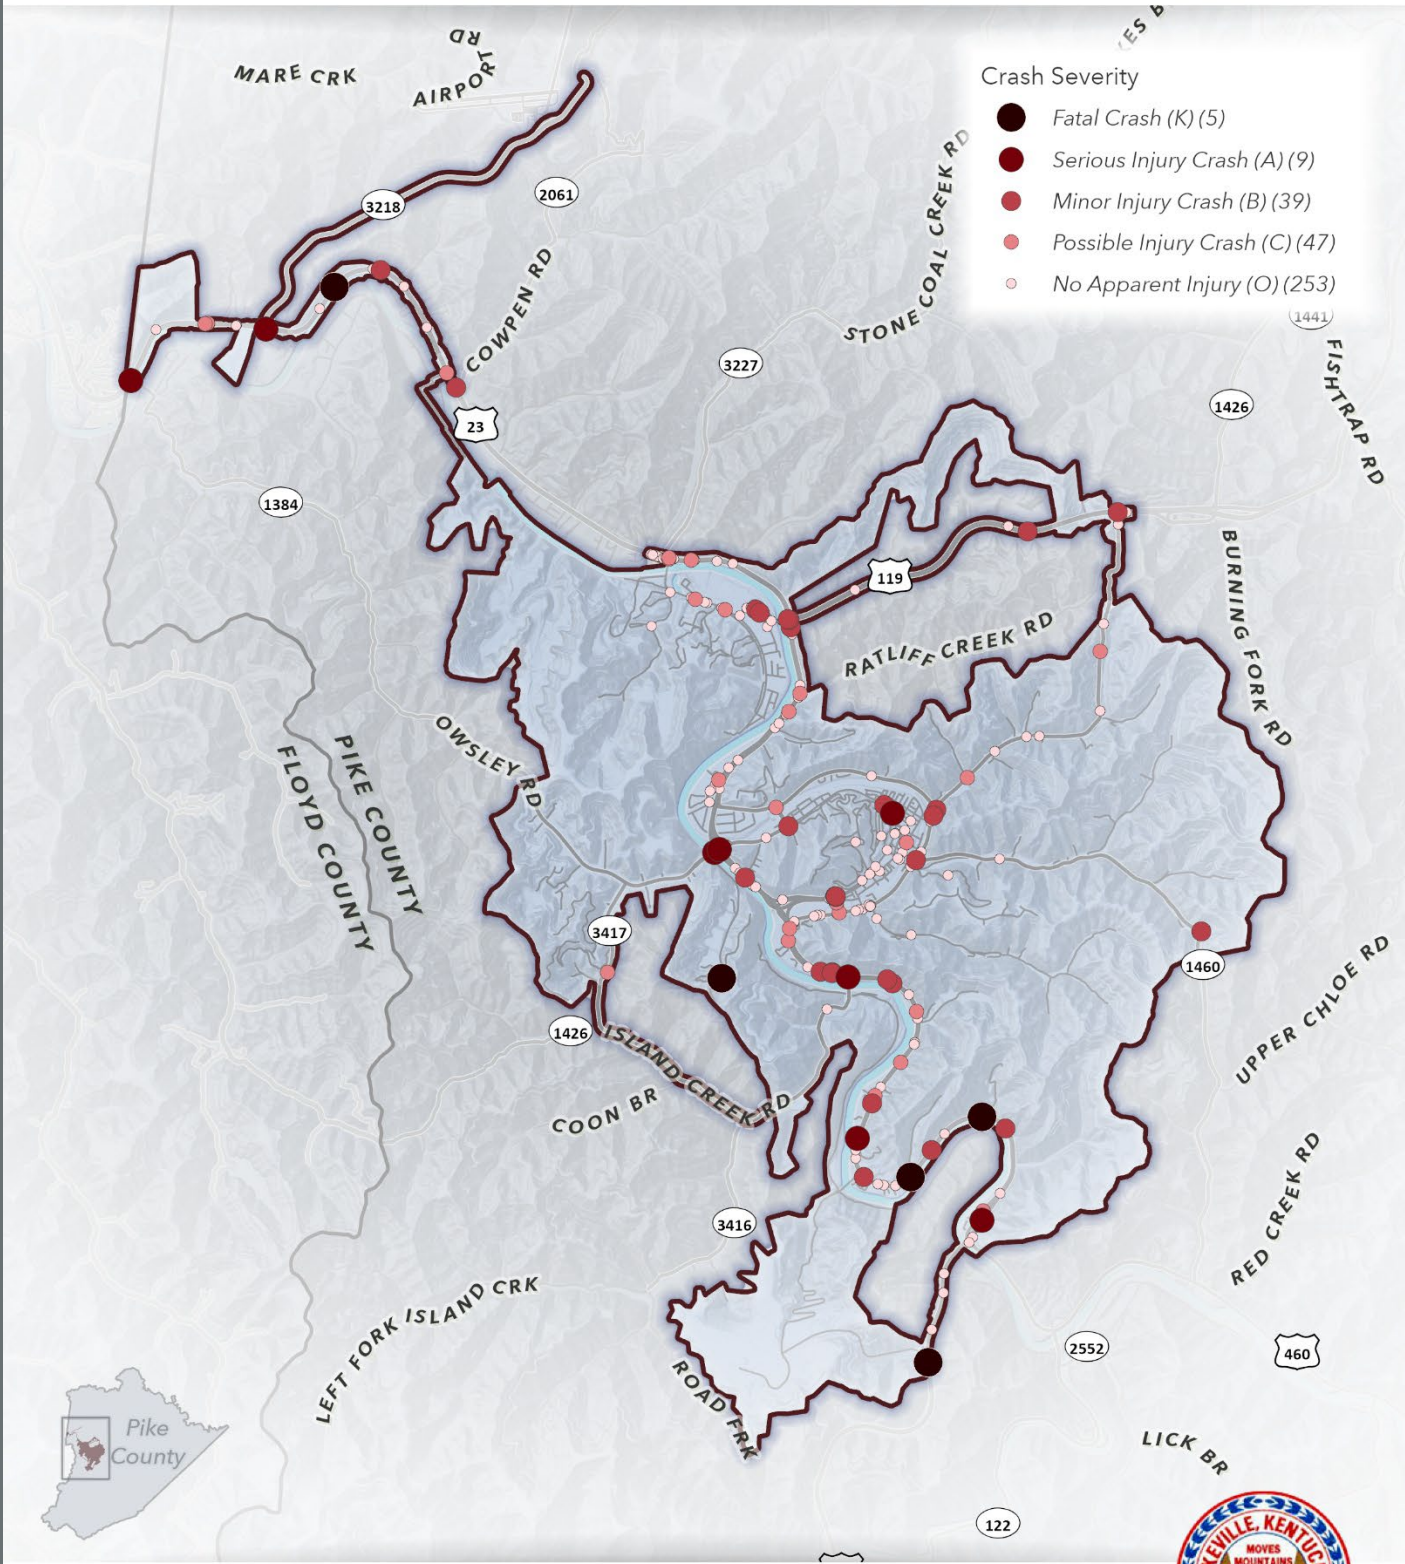 MARE CRK
AIRPORT
RD
Crash Severity
Fatal Crash (K) (5)
Serious Injury Crash (A) (9)
Minor Injury Crash (B) (39)
Possible Injury Crash (C) (47)
No Apparent Injury (O) (253)
STONE COAL CREEK RD
2061
3218
COWPEN RD
1441
FISHTRAP RD
3227
1426
23
1384
119
BURNING FORK RD
RATLIFF CREEK RD
OWSLEY RD
PIKE COUNTY
FLOYD COUNTY
3417
1460
UPPER CHLOE RD
1426
ISLAND CREEK RD
COON BR
RED CREEK RD
3416
LEFT FORK ISLAND CRK
2552
460
ROAD FRK
Pike
County
LICK BR
122
MOVES
MOUNTAINS